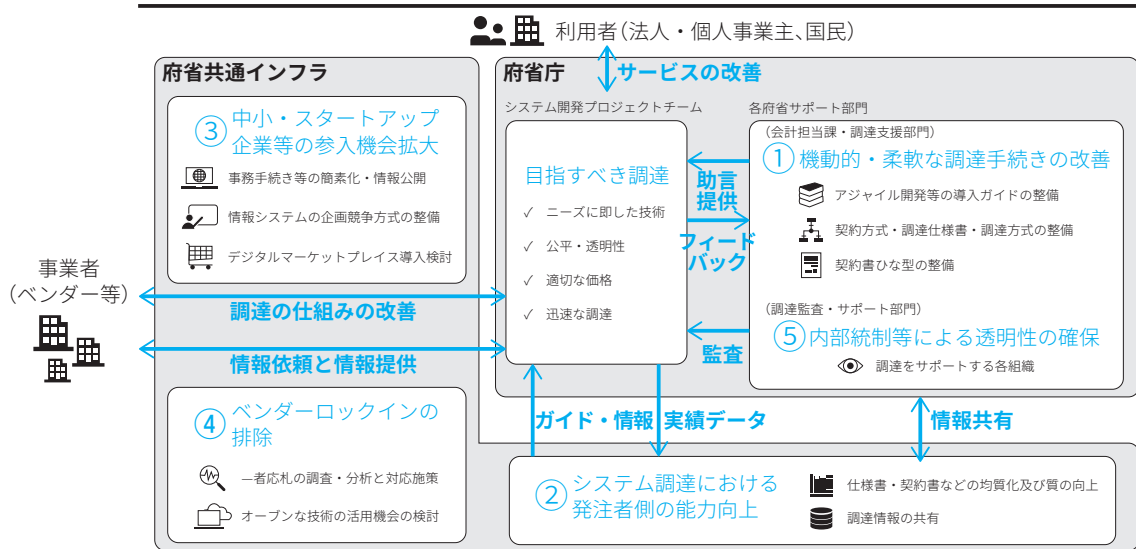 利用者（法人・個人事業主、国民）
府省共通インフラ
府省庁
サービスの改善
③
中小・スタートアップ
企業等の参入機会拡大
事務手続き等の簡素化・情報公開
情報システムの企画競争方式の整備
デジタルマーケットプレイス導入検討
システム開発プロジェクトチーム
目指すべき調達
✓ ニーズに即した技術
✓ 公平・透明性
✓ 適切な価格
✓ 迅速な調達
助言
提供
フィード
バック
監査
各府省サポート部門
（会計担当課・調達支援部門）
① 機動的・柔軟な調達手続きの改善
アジャイル開発等の導入ガイドの整備
契約方式・調達仕様書・調達方式の整備
契約書ひな型の整備
（調達監査・サポート部門）
⑤ 内部統制等による透明性の確保
調達をサポートする各組織
事業者
（ベンダー等）
調達の仕組みの改善
情報依頼と情報提供
④
ベンダーロックインの
排除
一者応札の調査・分析と対応施策
オープンな技術の活用機会の検討
ガイド・情報
実績データ
情報共有
②
システム調達における
発注者側の能力向上
仕様書・契約書などの均質化及び質の向上
調達情報の共有